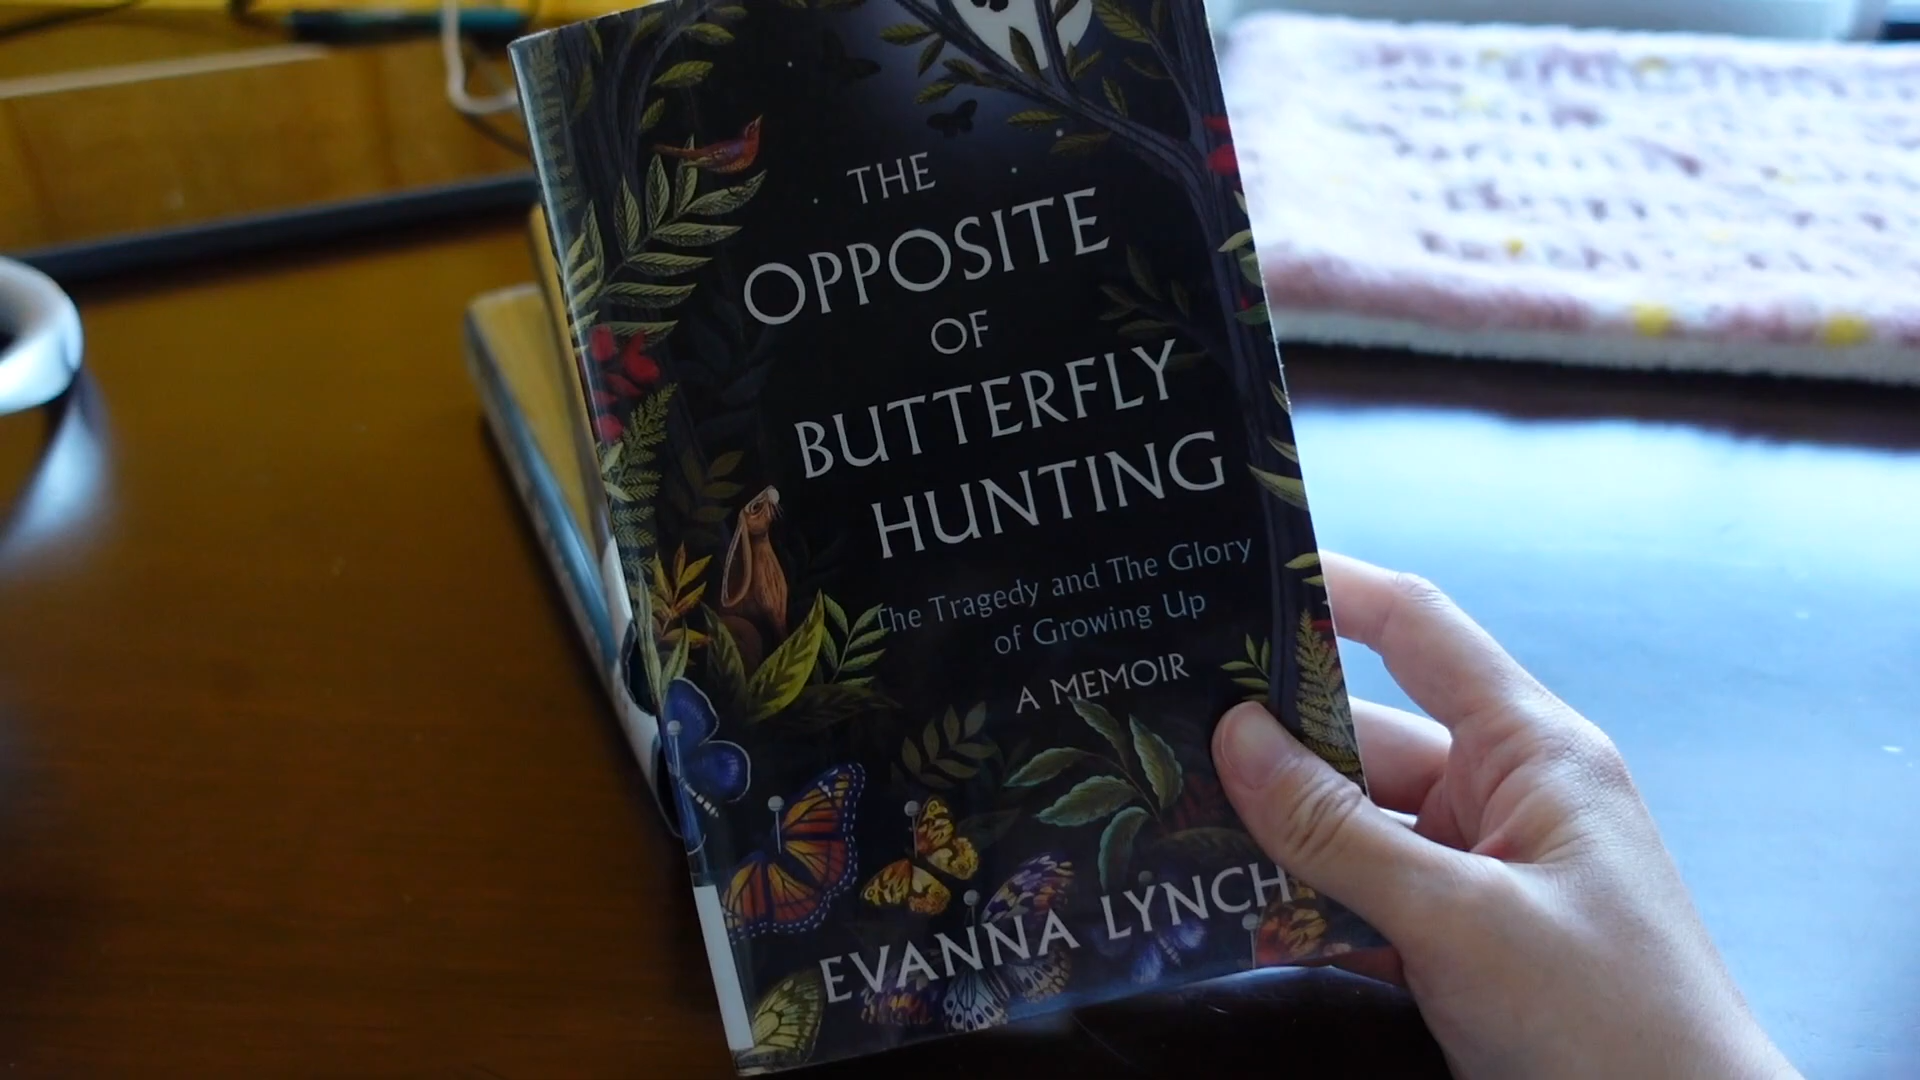 THE
OPPOSITE
OF
BUTTERFLY
HUNTING
The Tragedy and The Glory
of Growing Up
A MEMOIR
EVANNA LYNCH